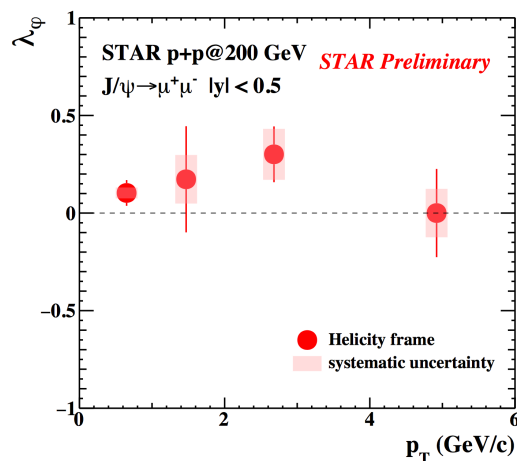 λφ
1
0.5
0
-0.5
-1
STAR p+p@200 GeV
STAR Preliminary
J/ψ→μ+μ- |y| < 0.5
Helicity frame
systematic uncertainty
0 2 4 6
pT (GeV/c)